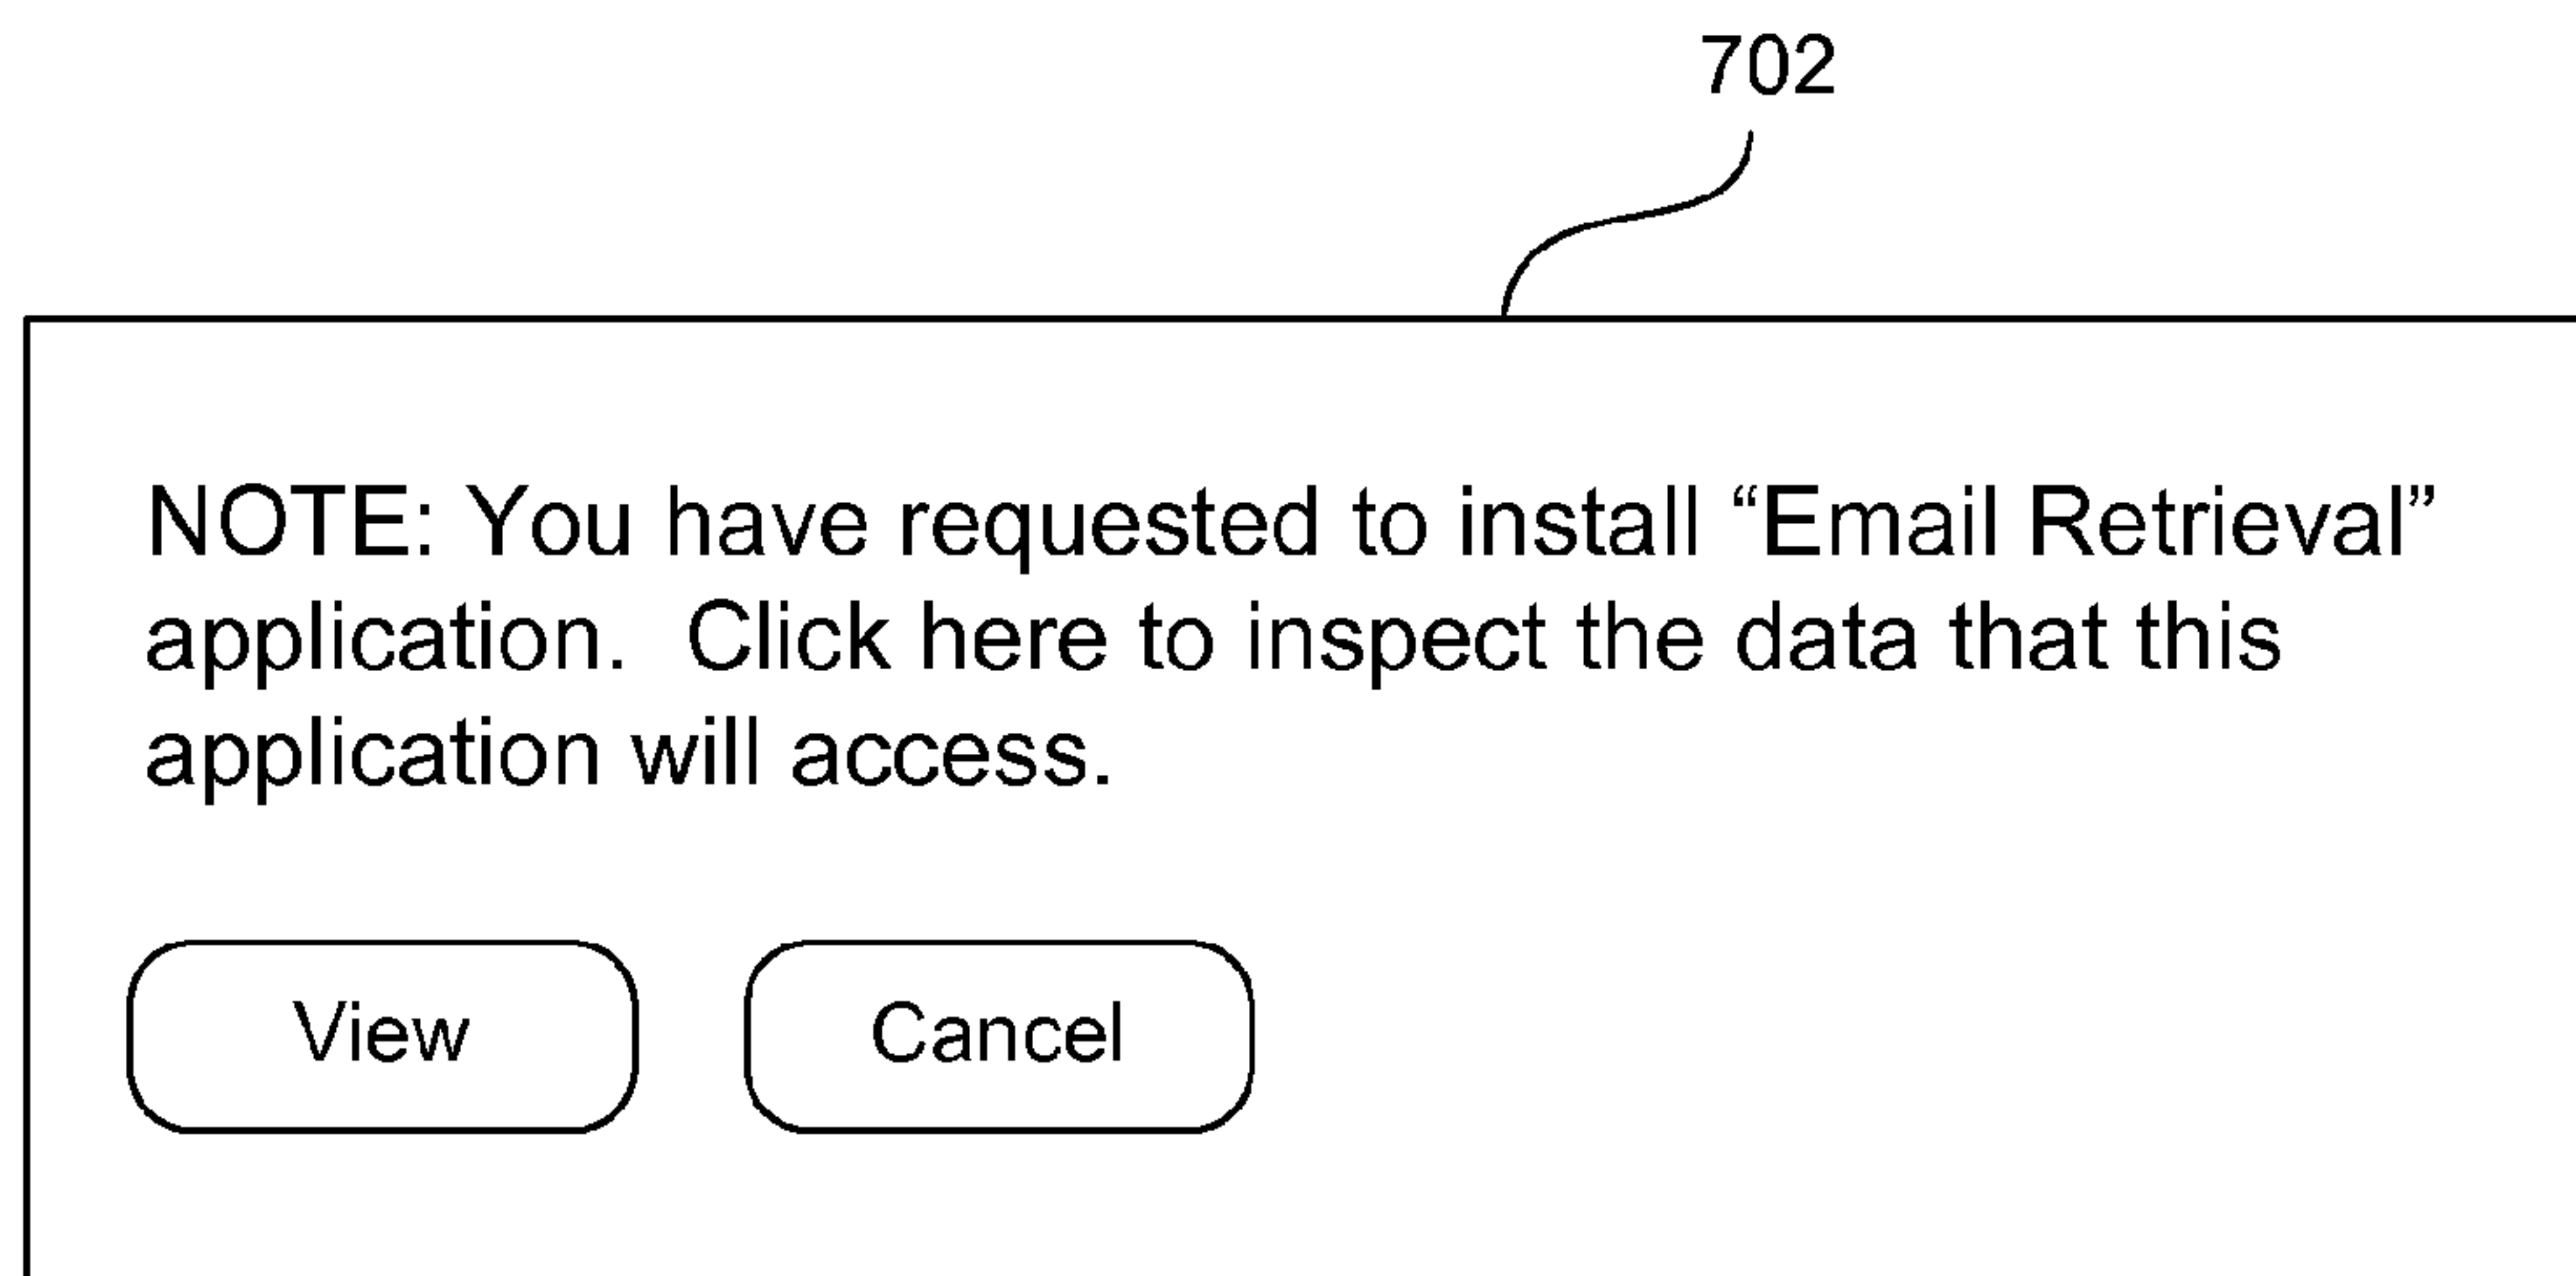 702
NOTE: You have requested to install “Email Retrieval”
application.  Click here to inspect the data that this
application will access.
View
Cancel